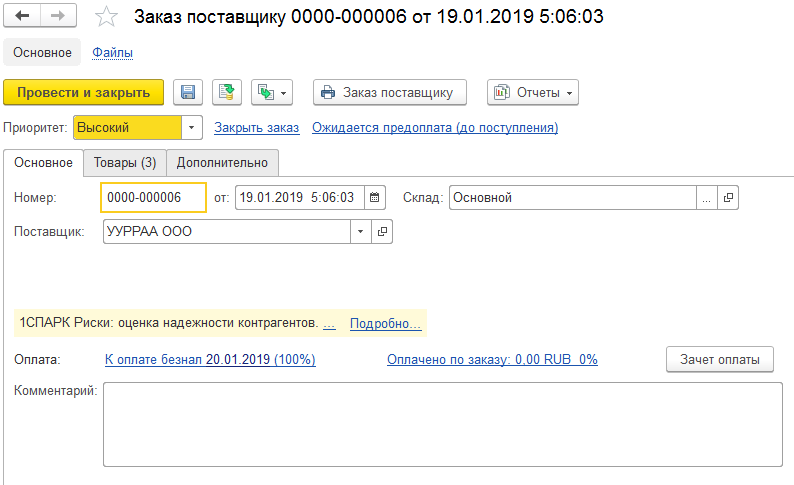 Заказ поставщику 0000-000006 от 19.01.2019 5:06:03
Основное Файлы
Провести и закрыть Заказ поставщику Отчеты
Приоритет: Высокий Закрыть заказ Ожидается предоплата (до поступления)
Основное Товары (3) Дополнительно
Номер: 0000-000006 от: 19.01.2019 5:06:03 Склад: Основной ...
Поставщик: УУРРАА ООО
1СПАРК Риски: оценка надежности контрагентов. ... Подробно...
Оплата: К оплате безнал 20.01.2019 (100%) Оплачено по заказу: 0,00 RUB 0% Зачет оплаты
Комментарий: